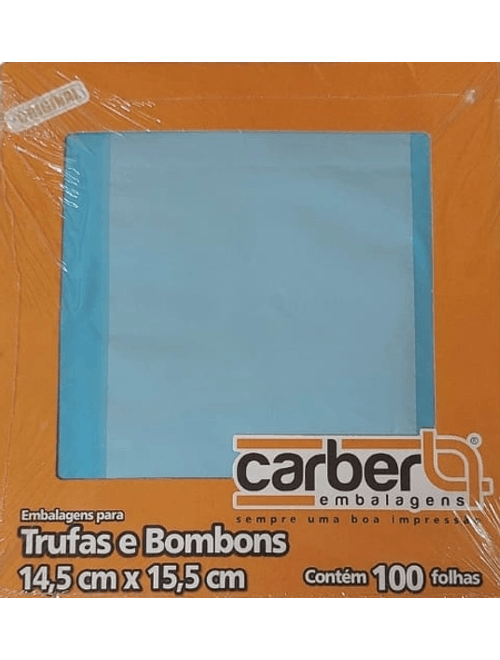 ORIGINAL
carber ®
embalagens
sempre uma boa impressão
Embalagens para
Trufas e Bombons
14,5 cm x 15,5 cm
Contém 100 folhas